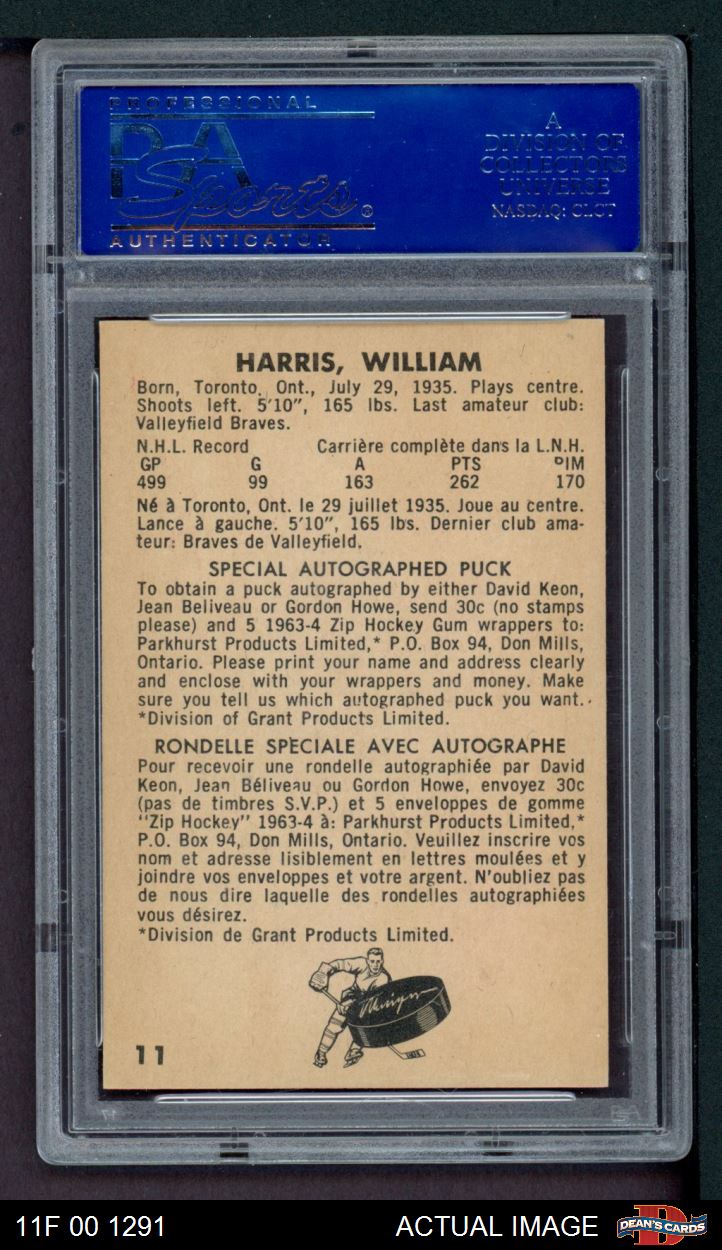 PROFESSIONAL
PSA
Sports®
AUTHENTICATOR
A
DIVISION OF
COLLECTORS
UNIVERSE
NASDAQ: CLCT
HARRIS, WILLIAM
Born, Toronto, Ont., July 29, 1935. Plays centre.
Shoots left. 5'10", 165 lbs. Last amateur club:
Valleyfield Braves.
N.H.L. Record Carrière complète dans la L.N.H.
GP G A PTS PIM
499 99 163 262 170
Né à Toronto, Ont. le 29 juillet 1935. Joue au centre.
Lance à gauche. 5'10", 165 lbs. Dernier club ama-
teur: Braves de Valleyfield.
SPECIAL AUTOGRAPHED PUCK
To obtain a puck autographed by either David Keon,
Jean Beliveau or Gordon Howe, send 30c (no stamps
please) and 5 1963-4 Zip Hockey Gum wrappers to:
Parkhurst Products Limited,* P.O. Box 94, Don Mills,
Ontario. Please print your name and address clearly
and enclose with your wrappers and money. Make
sure you tell us which autographed puck you want.
*Division of Grant Products Limited.
RONDELLE SPECIALE AVEC AUTOGRAPHE
Pour recevoir une rondelle autographiée par David
Keon, Jean Béliveau ou Gordon Howe, envoyez 30c
(pas de timbres S.V.P.) et 5 enveloppes de gomme
"Zip Hockey" 1963-4 à: Parkhurst Products Limited,*
P.O. Box 94, Don Mills, Ontario. Veuillez inscrire vos
nom et adresse lisiblement en lettres moulées et y
joindre vos enveloppes et votre argent. N'oubliez pas
de nous dire laquelle des rondelles autographiées
vous désirez.
*Division de Grant Products Limited.
11
11F 00 1291 ACTUAL IMAGE DEAN'S CARDS